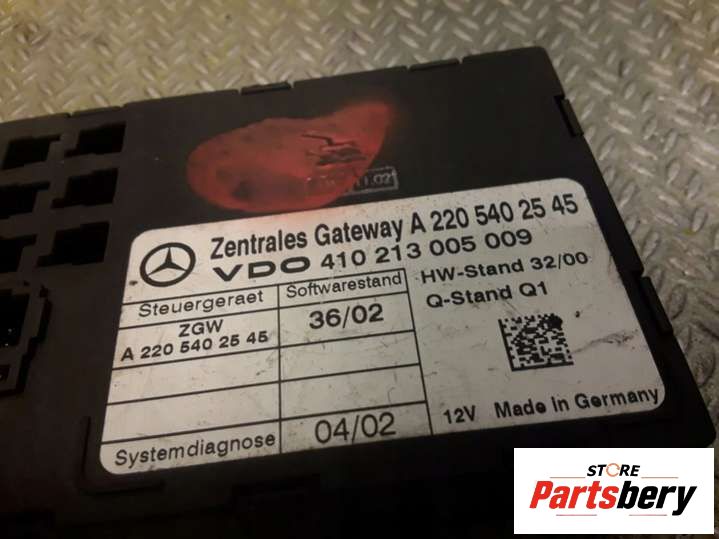 Zentrales Gateway A 220 540 25 45
VDO 410 213 005 009
Steuergeraet Softwarestand HW-Stand 32/00
ZGW 36/02 Q-Stand Q1
A 220 540 25 45
Systemdiagnose 04/02 12V Made in Germany
STORE
Partsbery